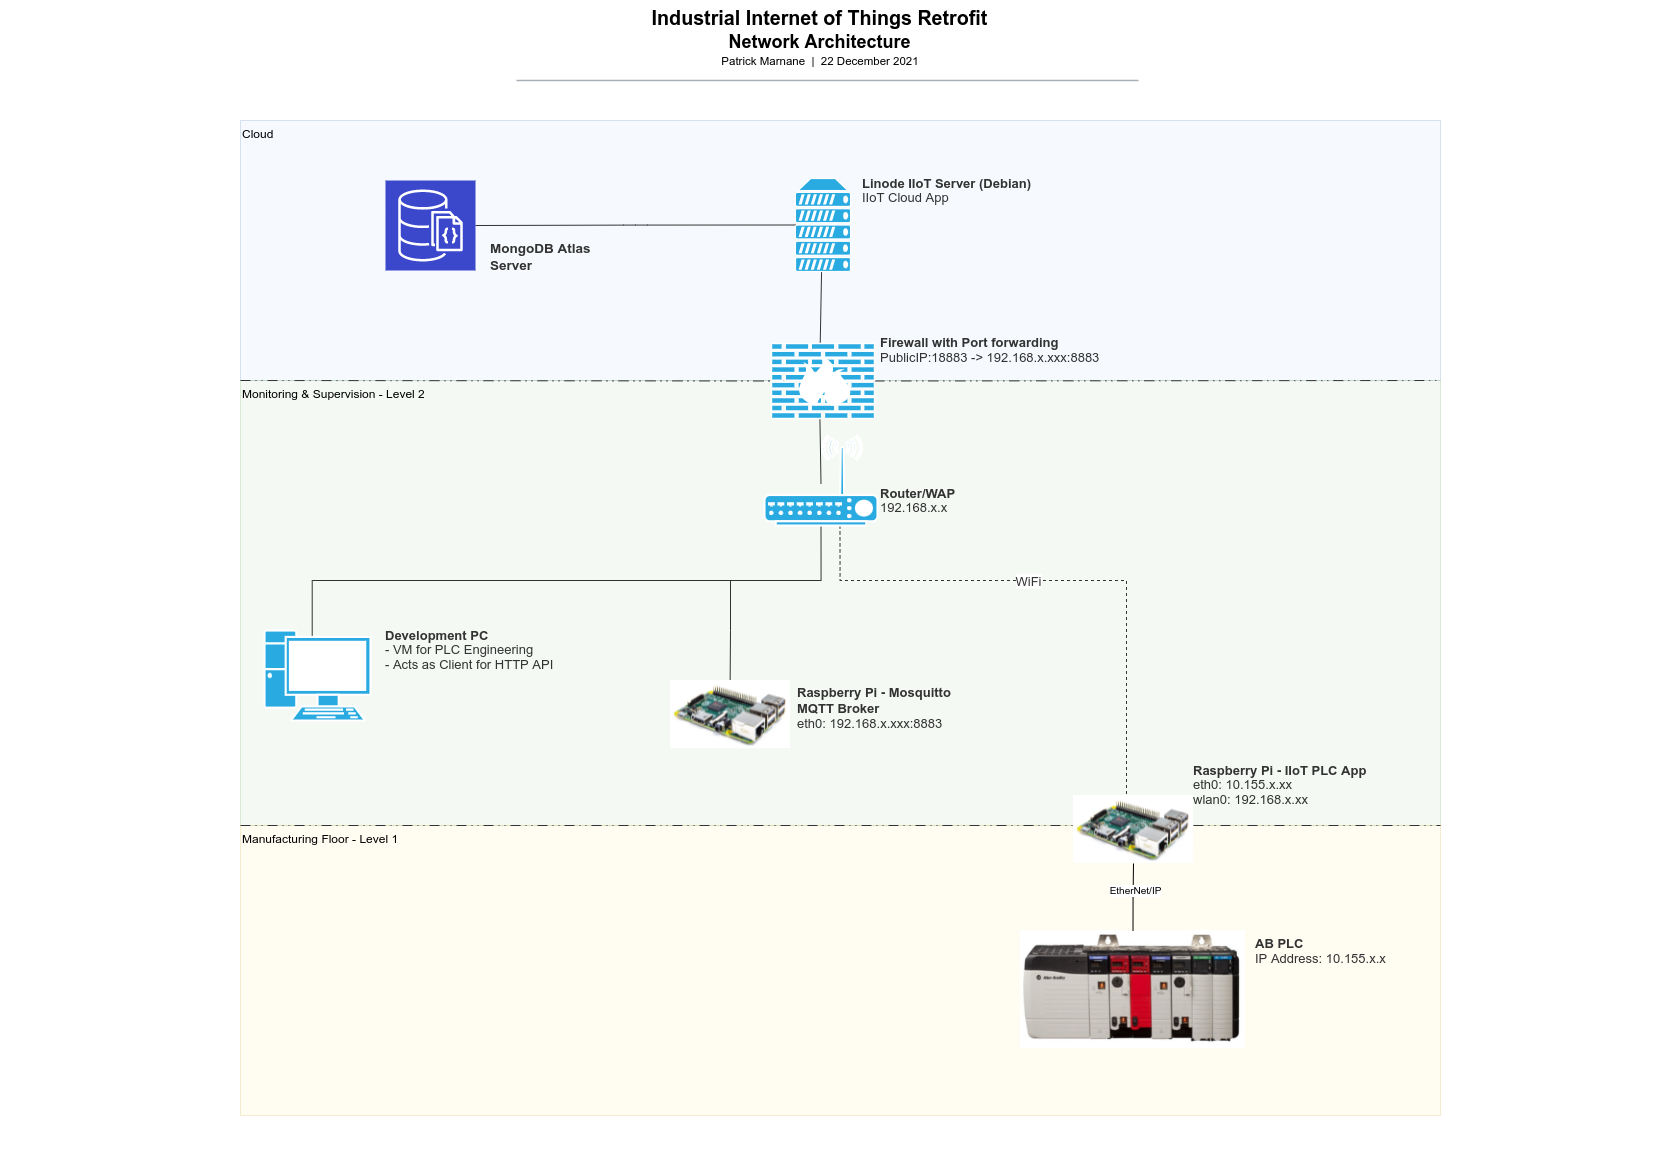 Industrial Internet of Things Retrofit
Network Architecture
Patrick Marnane | 22 December 2021
Cloud
Linode IIoT Server (Debian)
IIoT Cloud App
MongoDB Atlas
Server
Firewall with Port forwarding
PublicIP:18883 -> 192.168.x.xxx:8883
Monitoring & Supervision - Level 2
Router/WAP
192.168.x.x
WiFi
Development PC
- VM for PLC Engineering
- Acts as Client for HTTP API
Raspberry Pi - Mosquitto
MQTT Broker
eth0: 192.168.x.xxx:8883
Raspberry Pi - IIoT PLC App
eth0: 10.155.x.xx
wlan0: 192.168.x.xx
Manufacturing Floor - Level 1
EtherNet/IP
AB PLC
IP Address: 10.155.x.x
Allen-Bradley